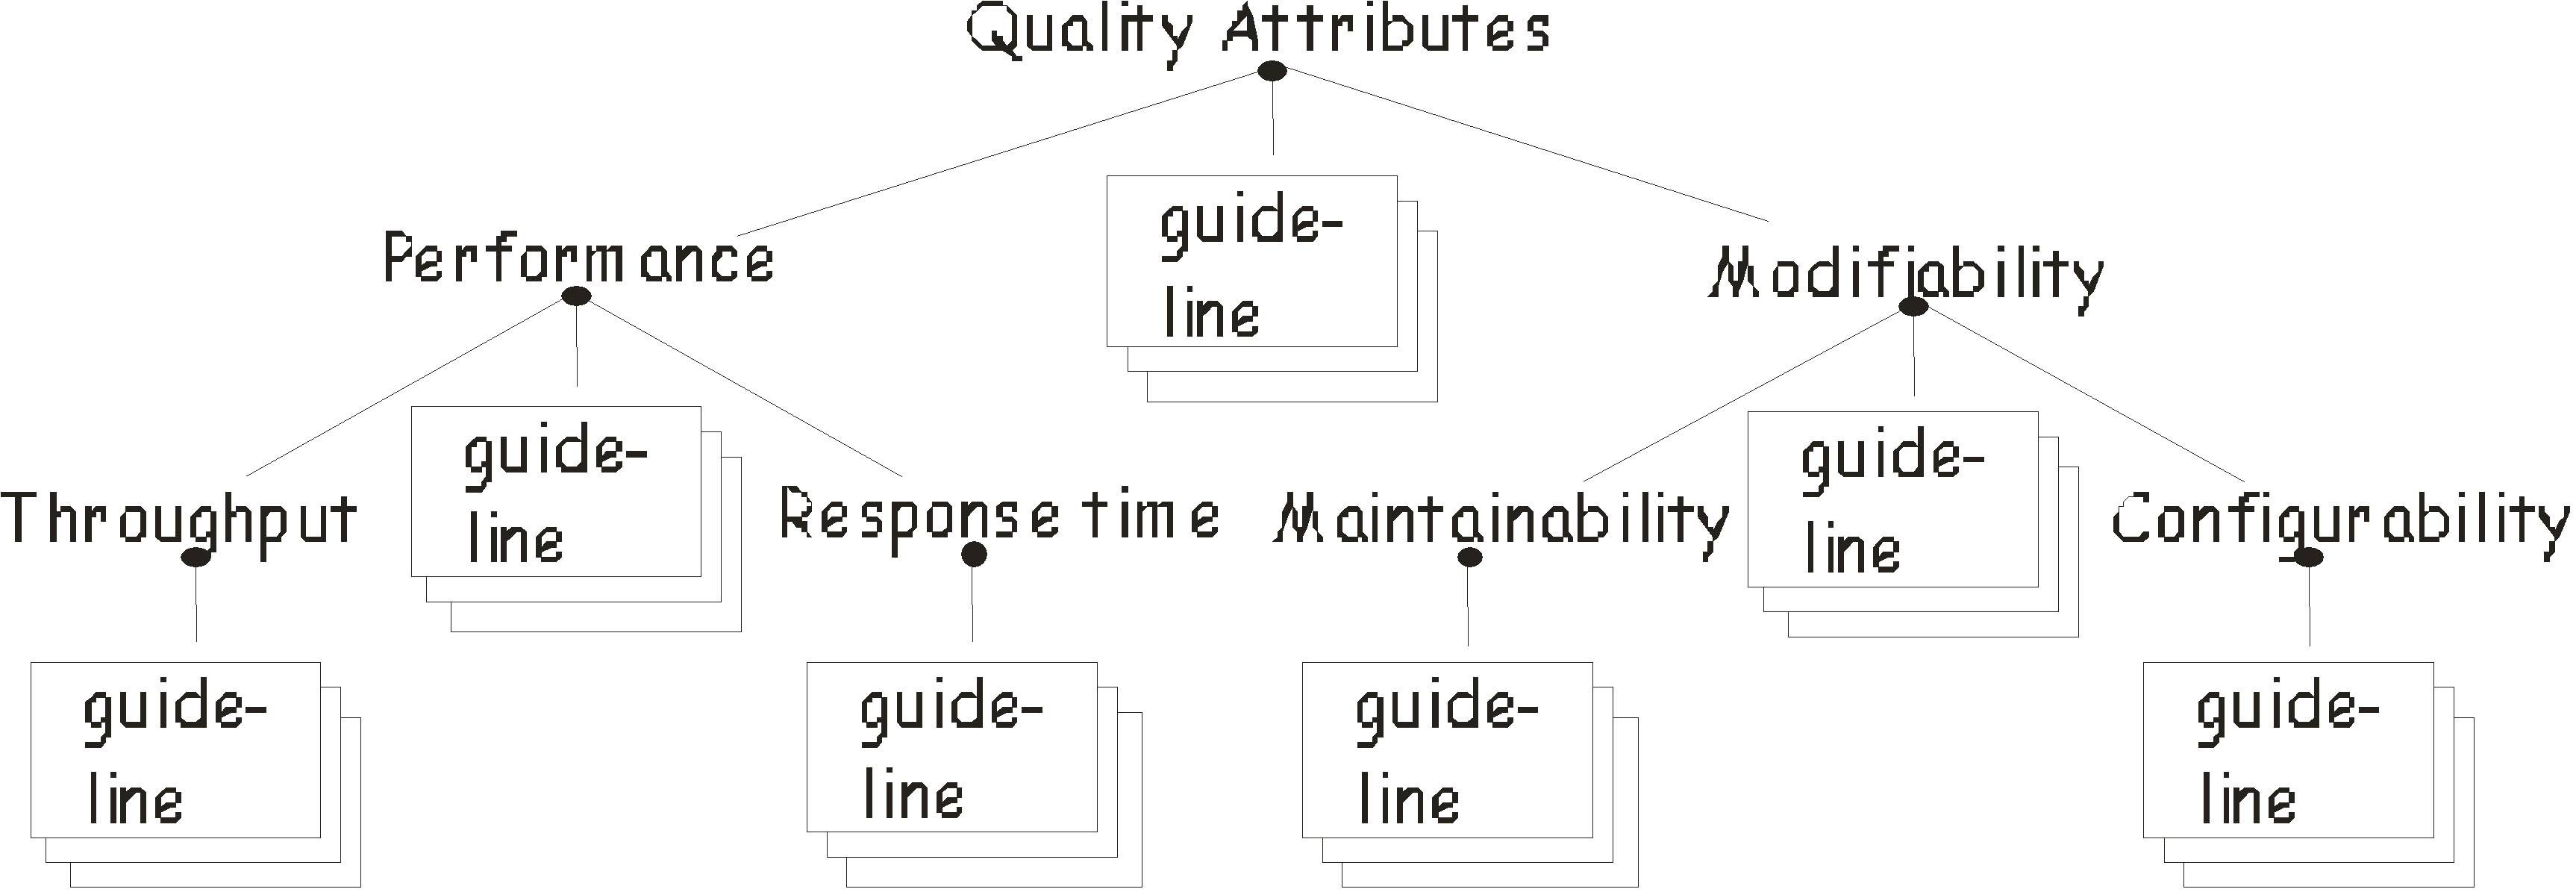 Quality Attributes
guide-
line
Performance
Modifiability
guide-
line
guide-
line
Throughput
Response time
Maintainability
Configurability
guide-
line
guide-
line
guide-
line
guide-
line